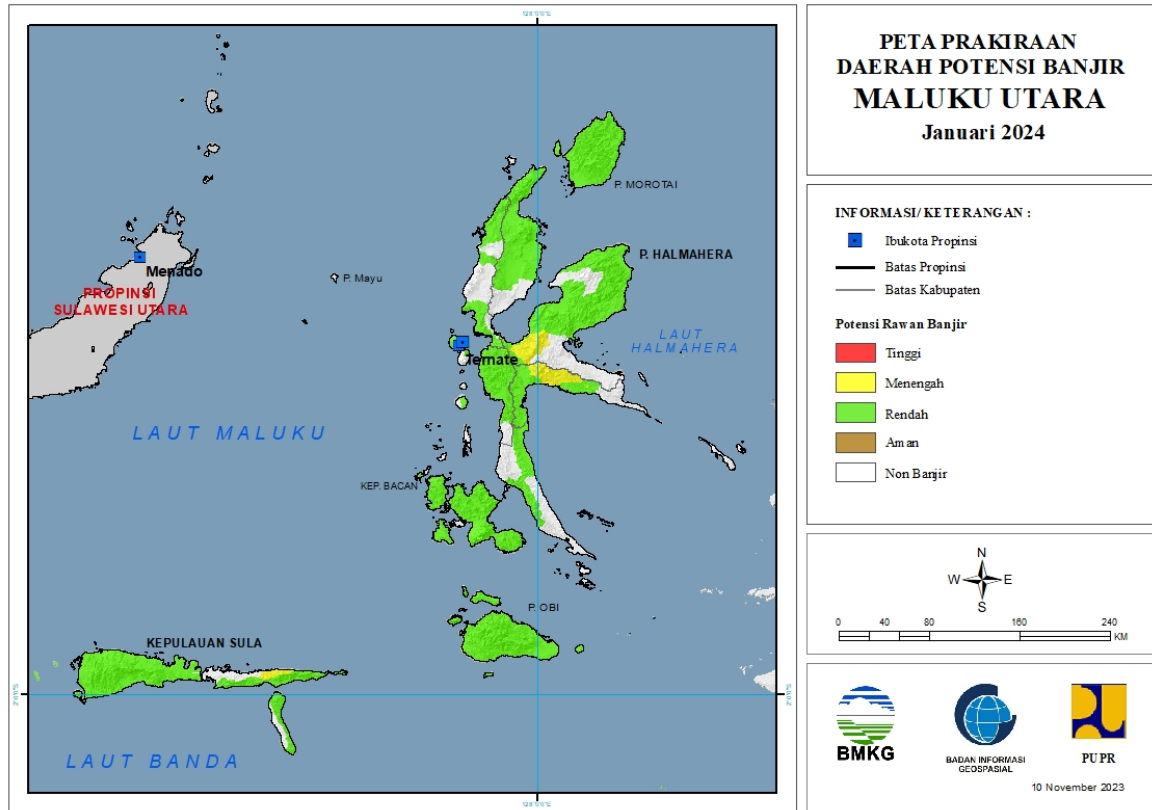 PETA PRAKIRAAN
DAERAH POTENSI BANJIR
MALUKU UTARA
Januari 2024
P. MOROTAI
P. HALMAHERA
Menado
P. Mayu
PROPINSI
SULAWESI UTARA
LAUT
HALMAHERA
Ternate
LAUT MALUKU
KEP. BACAN
P. OBI
KEPULAUAN SULA
LAUT BANDA
INFORMASI/ KETERANGAN :
Ibukota Propinsi
Batas Propinsi
Batas Kabupaten
Potensi Rawan Banjir
Tinggi
Menengah
Rendah
Aman
Non Banjir
N
W E
S
0 40 80 160 240
KM
BMKG
BADAN INFORMASI
GEOSPASIAL
PUPR
10 November 2023